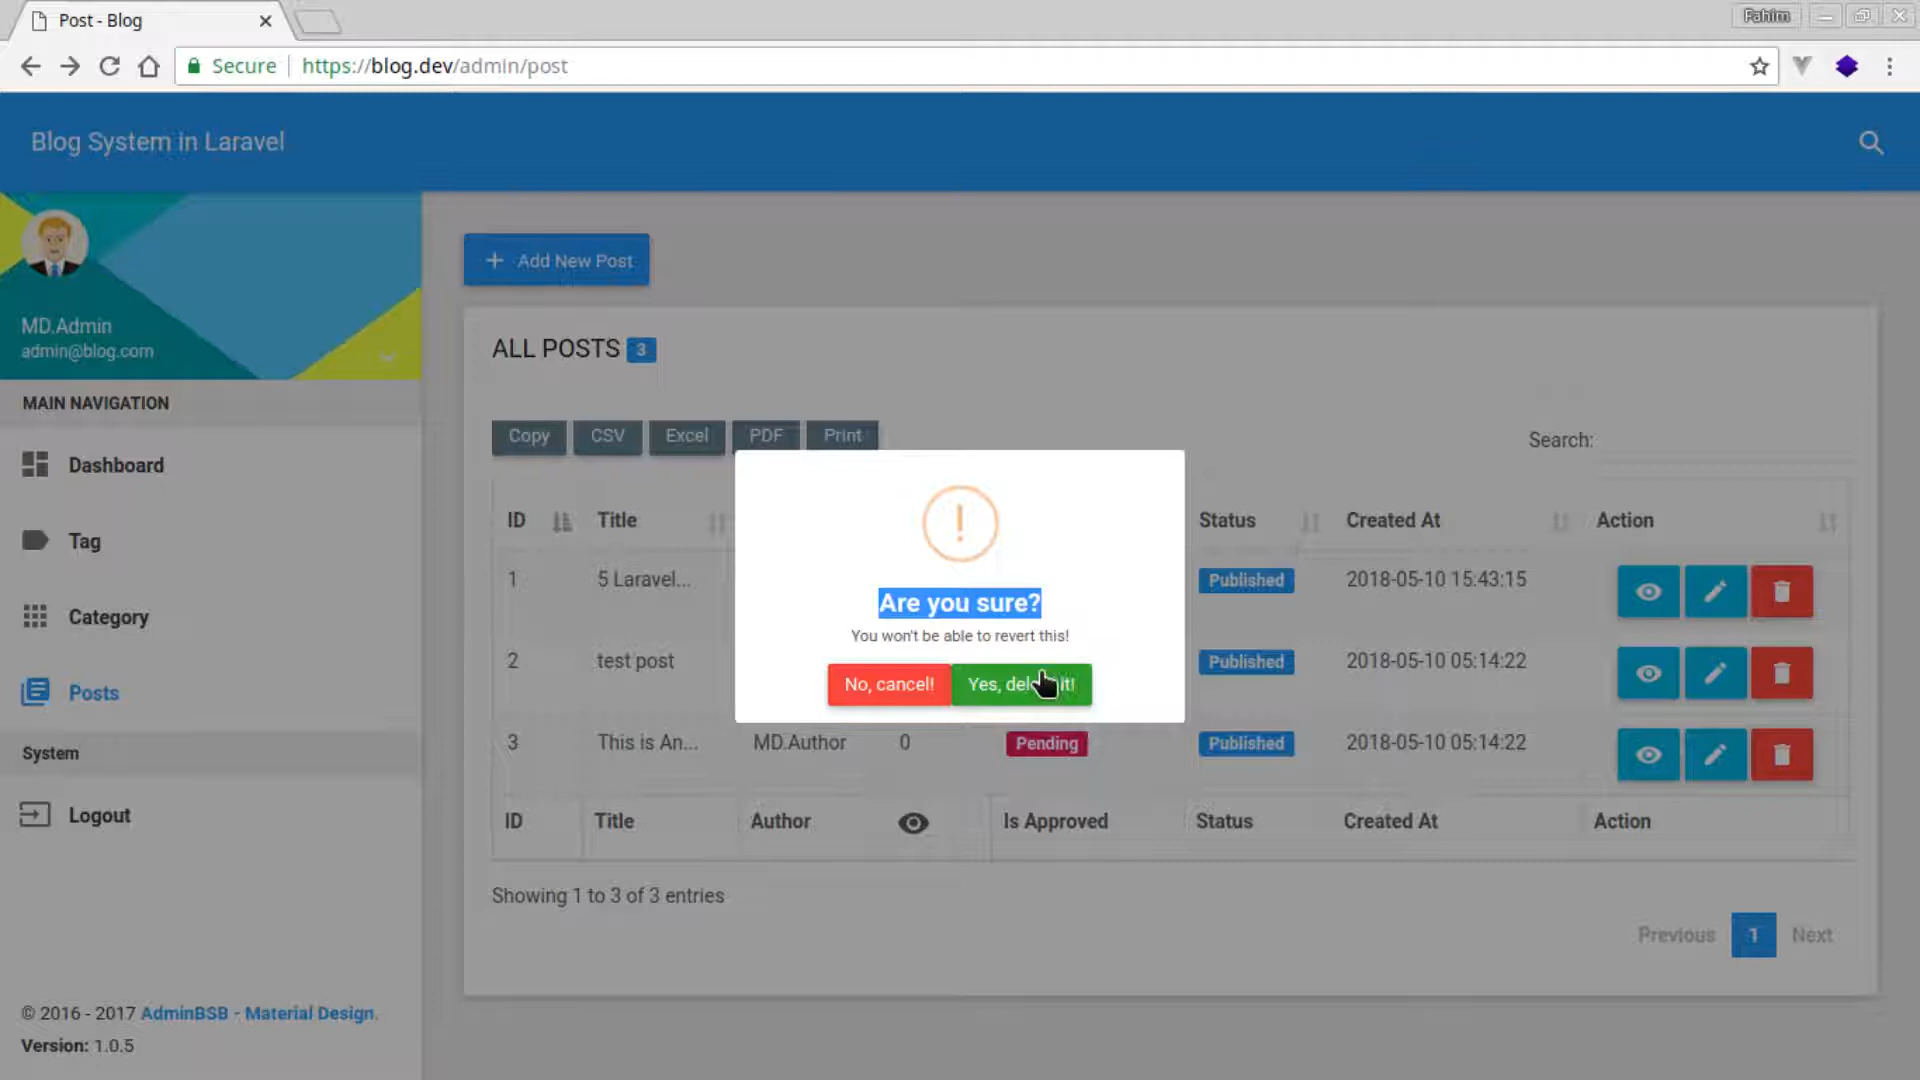 Post - Blog
Fahim
Secure https://blog.dev/admin/post
Blog System in Laravel
MD.Admin
admin@blog.com
MAIN NAVIGATION
Dashboard
Tag
Category
Posts
System
Logout
© 2016 - 2017 AdminBSB - Material Design.
Version: 1.0.5
Add New Post
ALL POSTS 3
Copy CSV Excel PDF Print
Search:
ID Title Status Created At Action
1 5 Laravel... Published 2018-05-10 15:43:15
2 test post Published 2018-05-10 05:14:22
3 This is An... MD.Author 0 Pending Published 2018-05-10 05:14:22
ID Title Author Is Approved Status Created At Action
Showing 1 to 3 of 3 entries
Previous 1 Next
Are you sure?
You won't be able to revert this!
No, cancel!
Yes, it!